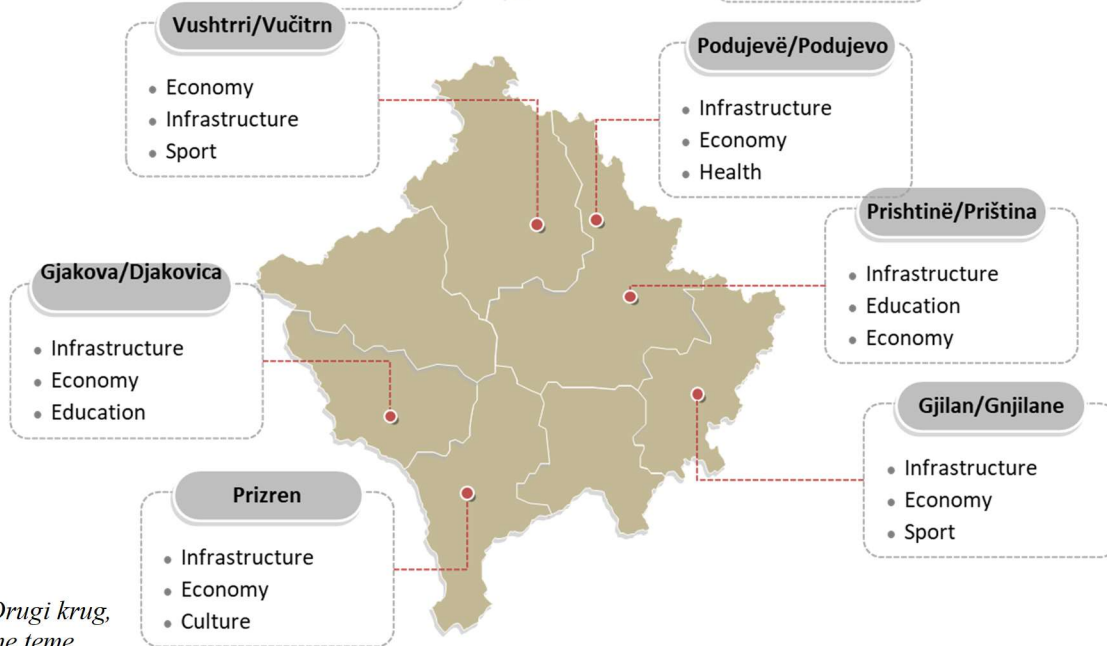 Vushtrri/Vučitrn
Economy
Infrastructure
Sport
Podujevë/Podujevo
Infrastructure
Economy
Health
Prishtinë/Priština
Infrastructure
Education
Economy
Gjakova/Djakovica
Infrastructure
Economy
Education
Gjilan/Gnjilane
Infrastructure
Economy
Sport
Prizren
Infrastructure
Economy
Culture
Drugi krug,
teme